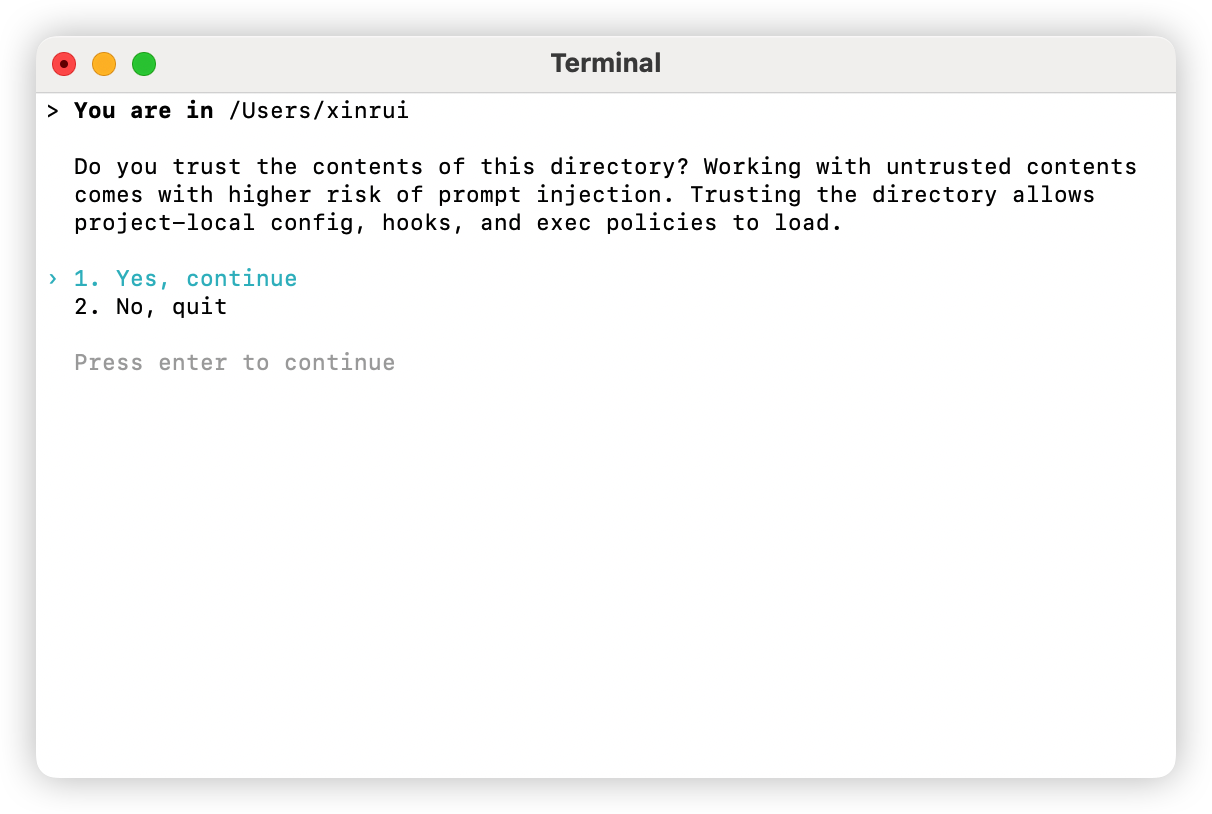 Terminal
> You are in /Users/xinrui
Do you trust the contents of this directory? Working with untrusted contents
comes with higher risk of prompt injection. Trusting the directory allows
project-local config, hooks, and exec policies to load.
› 1. Yes, continue
2. No, quit
Press enter to continue